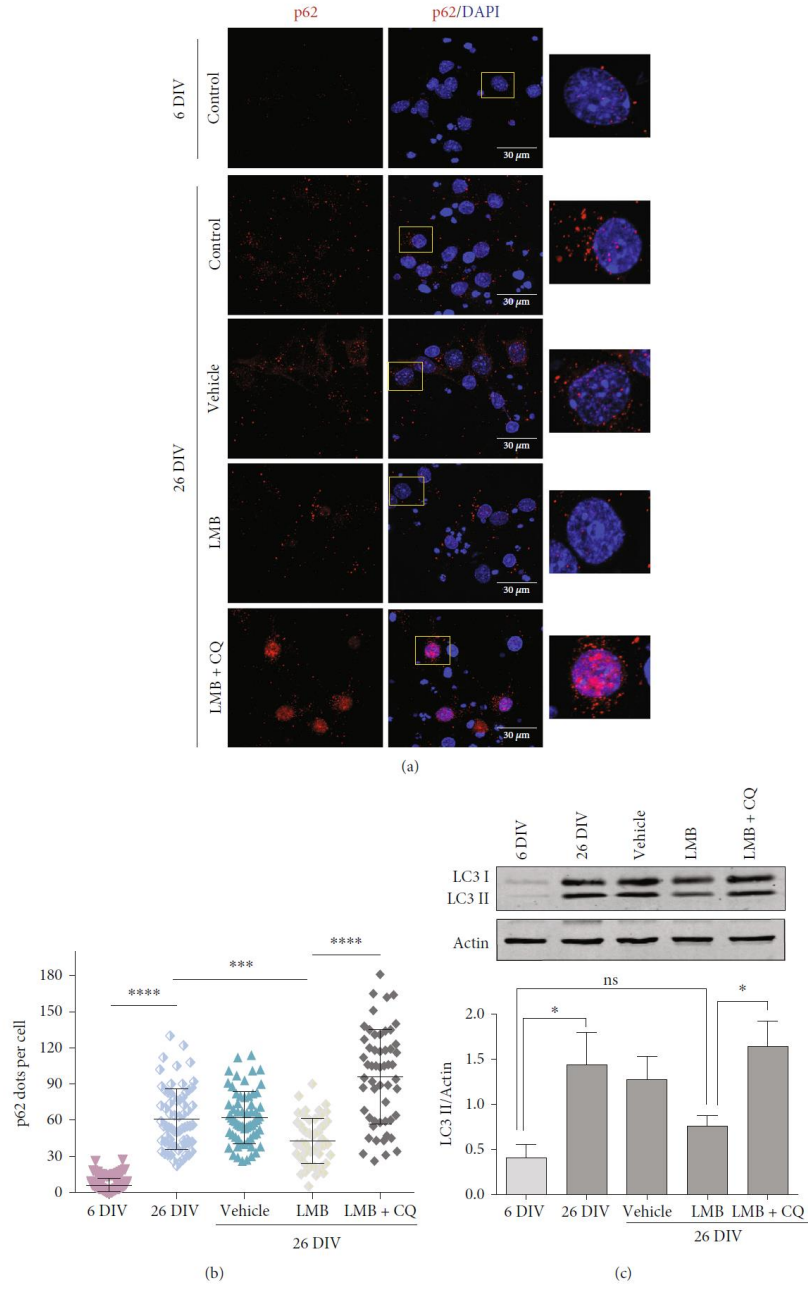 p62
p62/DAPI
6 DIV
Control
30 µm
26 DIV
Control
30 µm
Vehicle
30 µm
LMB
30 µm
LMB + CQ
30 µm
(a)
p62 dots per cell
180
150
120
90
60
30
0
****
***
****
6 DIV 26 DIV Vehicle LMB LMB + CQ
26 DIV
(b)
6 DIV 26 DIV Vehicle LMB LMB + CQ
LC3 I
LC3 II
Actin
LC3 II/Actin
2.0
1.5
1.0
0.5
0.0
ns
*
*
6 DIV 26 DIV Vehicle LMB LMB + CQ
26 DIV
(c)